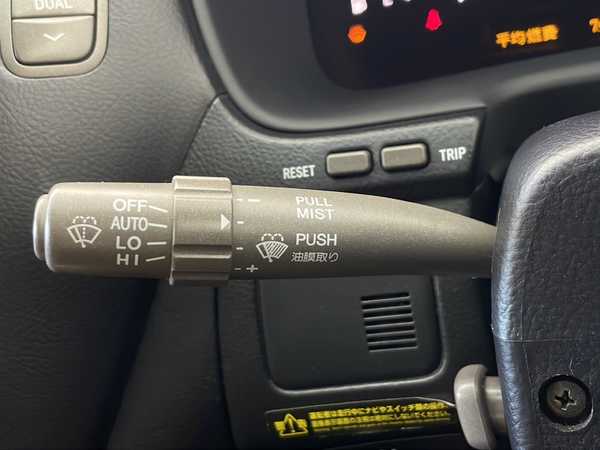 DUAL
平均燃費
RESET
TRIP
OFF
AUTO
LO
HI
PULL
MIST
PUSH
油膜取り
- +